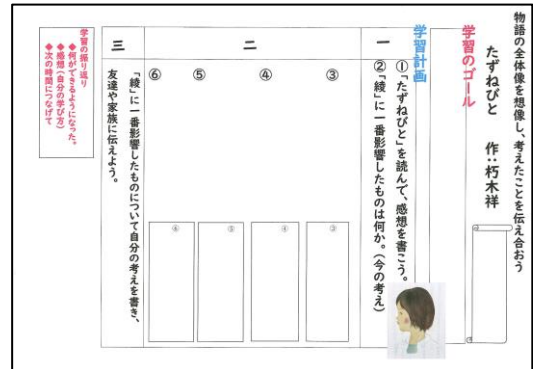 物語の全体像を想像し、考えたことを伝え合おう
たずねびと　作：朽木祥
学習のゴール
学習計画
一
①「たずねびと」を読んで、感想を書こう。
②「綾」に一番影響したものは何か。（今の考え）
二
③
④
⑤
⑥
③
④
⑤
⑥
三
「綾」に一番影響したものについて自分の考えを書き、
友達や家族に伝えよう。
学習の振り返り
◆何ができるようになった。
◆感想（自分の学び方）
◆次の時間につなげて